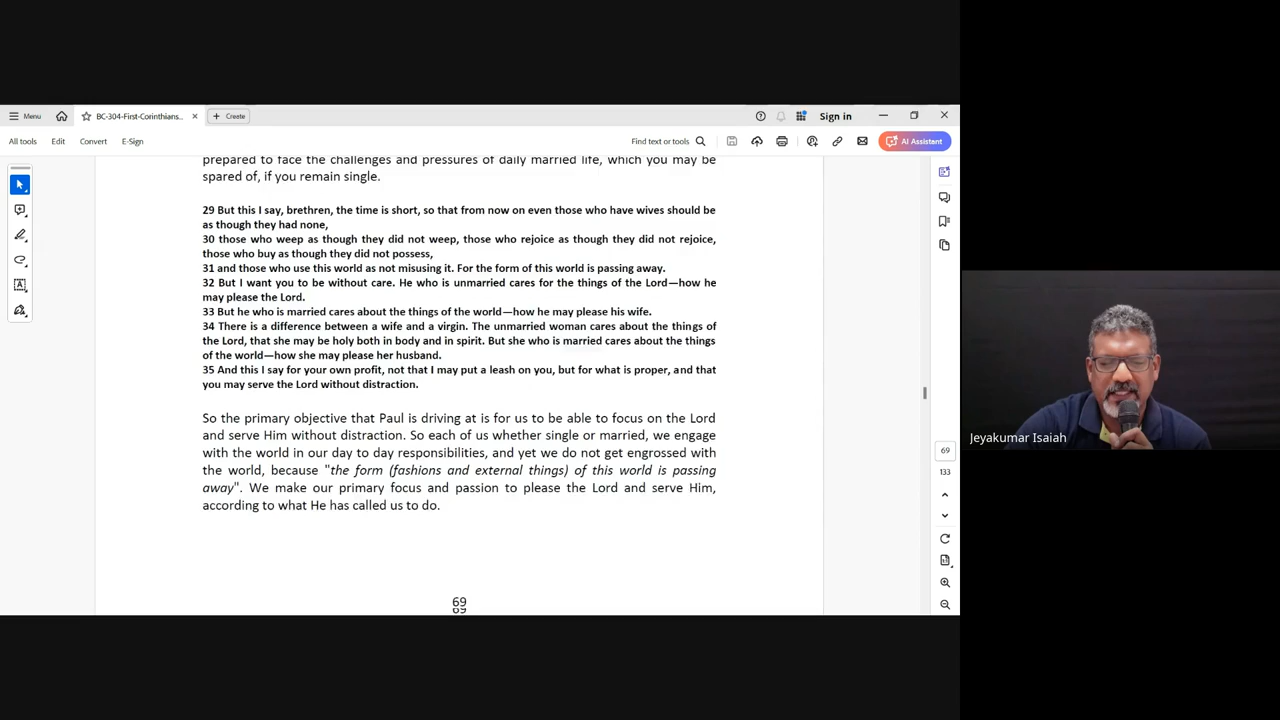 Menu
BC-304-First-Corinthians...
Create
Sign in
All tools
Edit
Convert
E-Sign
Find text or tools
AI Assistant
prepared to face the challenges and pressures of daily married life, which you may be
spared of, if you remain single.
29 But this I say, brethren, the time is short, so that from now on even those who have wives should be
as though they had none,
30 those who weep as though they did not weep, those who rejoice as though they did not rejoice,
those who buy as though they did not possess,
31 and those who use this world as not misusing it. For the form of this world is passing away.
32 But I want you to be without care. He who is unmarried cares for the things of the Lord—how he
may please the Lord.
33 But he who is married cares about the things of the world—how he may please his wife.
34 There is a difference between a wife and a virgin. The unmarried woman cares about the things of
the Lord, that she may be holy both in body and in spirit. But she who is married cares about the things
of the world—how she may please her husband.
35 And this I say for your own profit, not that I may put a leash on you, but for what is proper, and that
you may serve the Lord without distraction.
So the primary objective that Paul is driving at is for us to be able to focus on the Lord
and serve Him without distraction. So each of us whether single or married, we engage
with the world in our day to day responsibilities, and yet we do not get engrossed with
the world, because "the form (fashions and external things) of this world is passing
away". We make our primary focus and passion to please the Lord and serve Him,
according to what He has called us to do.
69
69
69
133
Jeyakumar Isaiah